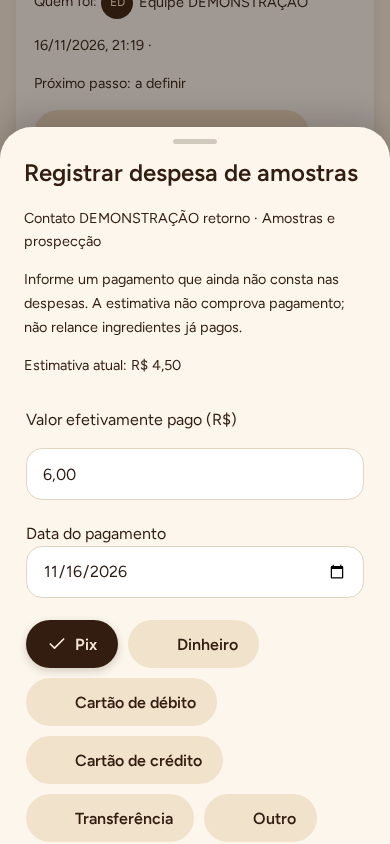 Quem foi: ED Equipe DEMONSTRAÇÃO
16/11/2026, 21:19 ·
Próximo passo: a definir
Registrar despesa de amostras
Contato DEMONSTRAÇÃO retorno · Amostras e
prospecção
Informe um pagamento que ainda não consta nas
despesas. A estimativa não comprova pagamento;
não relance ingredientes já pagos.
Estimativa atual: R$ 4,50
Valor efetivamente pago (R$)
6,00
Data do pagamento
11/16/2026
Pix Dinheiro
Cartão de débito
Cartão de crédito
Transferência Outro